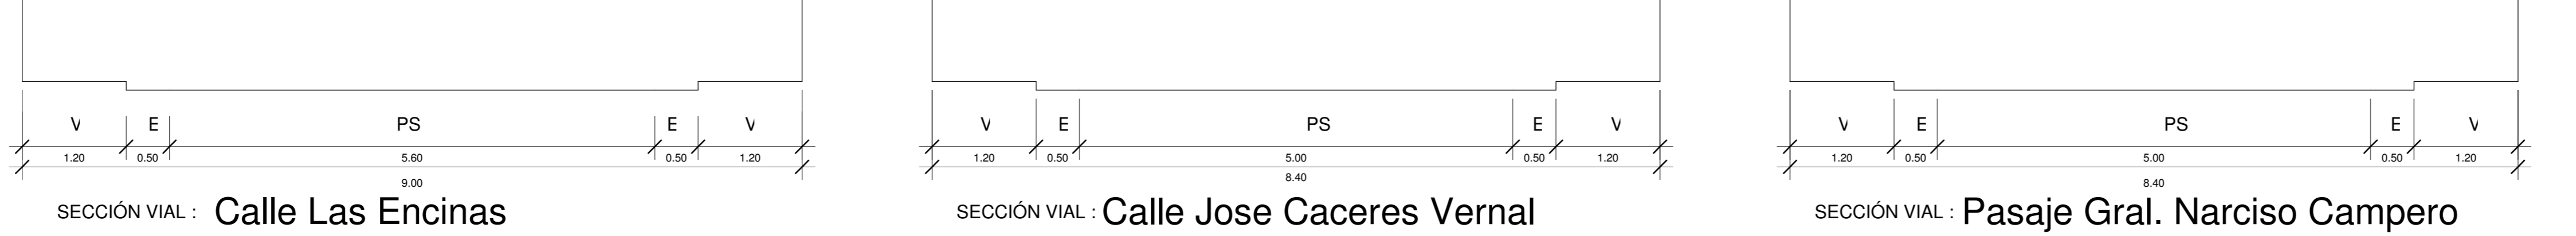 V E PS E V
1.20 0.50 5.60 0.50 1.20
9.00
SECCIÓN VIAL : Calle Las Encinas
V E PS E V
1.20 0.50 5.00 0.50 1.20
8.40
SECCIÓN VIAL : Calle Jose Caceres Vernal
V E PS E V
1.20 0.50 5.00 0.50 1.20
8.40
SECCIÓN VIAL : Pasaje Gral. Narciso Campero